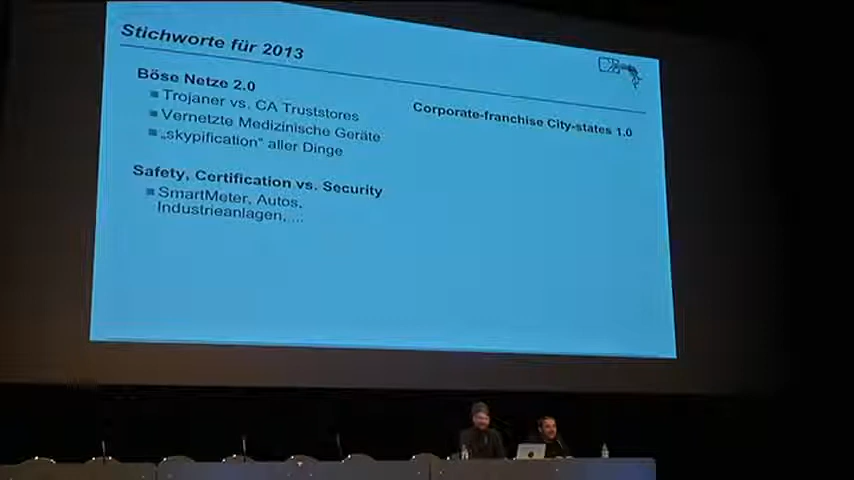 Stichworte für 2013
Böse Netze 2.0
Trojaner vs. CA Truststores
Vernetzte Medizinische Geräte
„skypification“ aller Dinge
Safety, Certification vs. Security
SmartMeter, Autos,
Industrieanlagen, ...
Corporate-franchise City-states 1.0